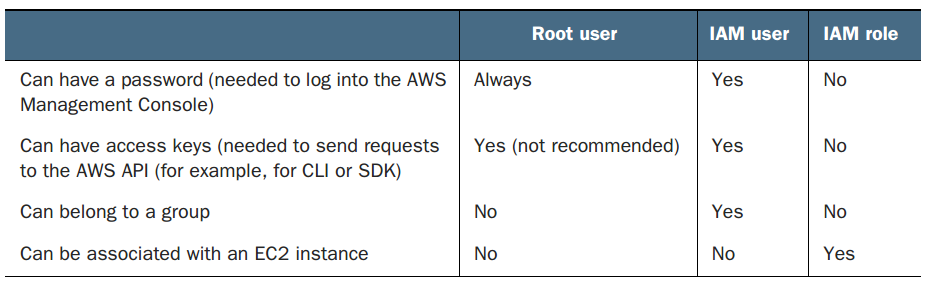 Root user IAM user IAM role
Can have a password (needed to log into the AWS Always Yes No
Management Console)
Can have access keys (needed to send requests Yes (not recommended) Yes No
to the AWS API (for example, for CLI or SDK)
Can belong to a group No Yes No
Can be associated with an EC2 instance No No Yes